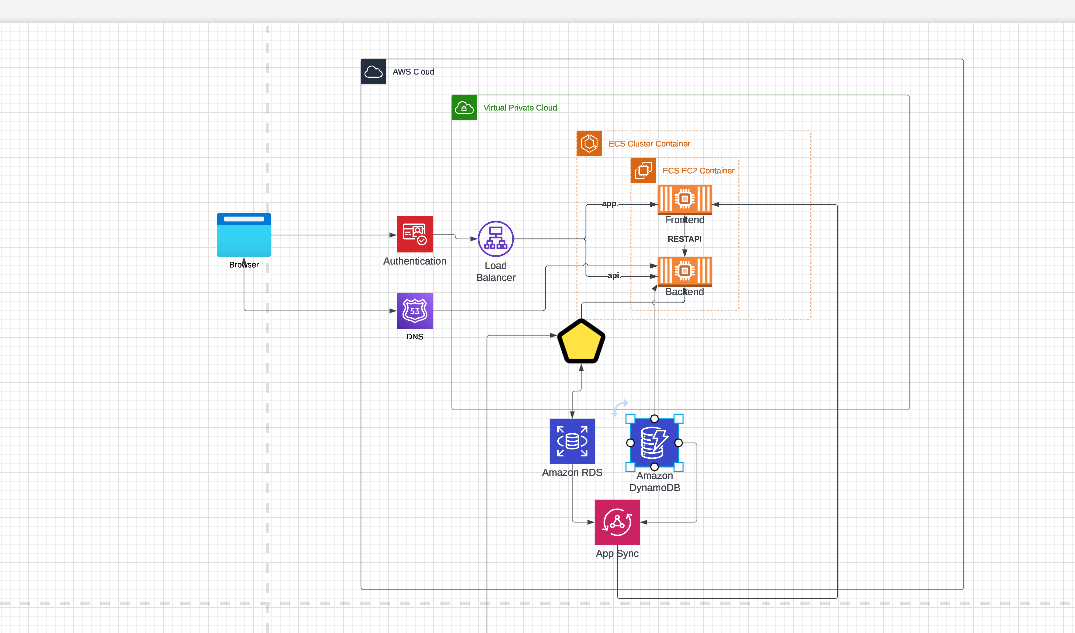 AWS Cloud
Virtual Private Cloud
ECS Cluster Container
ECS EC2 Container
app.
Frontend
RESTAPI
Browser
Authentication
Load
Balancer
api.
Backend
53
DNS
Amazon RDS
Amazon
DynamoDB
App Sync